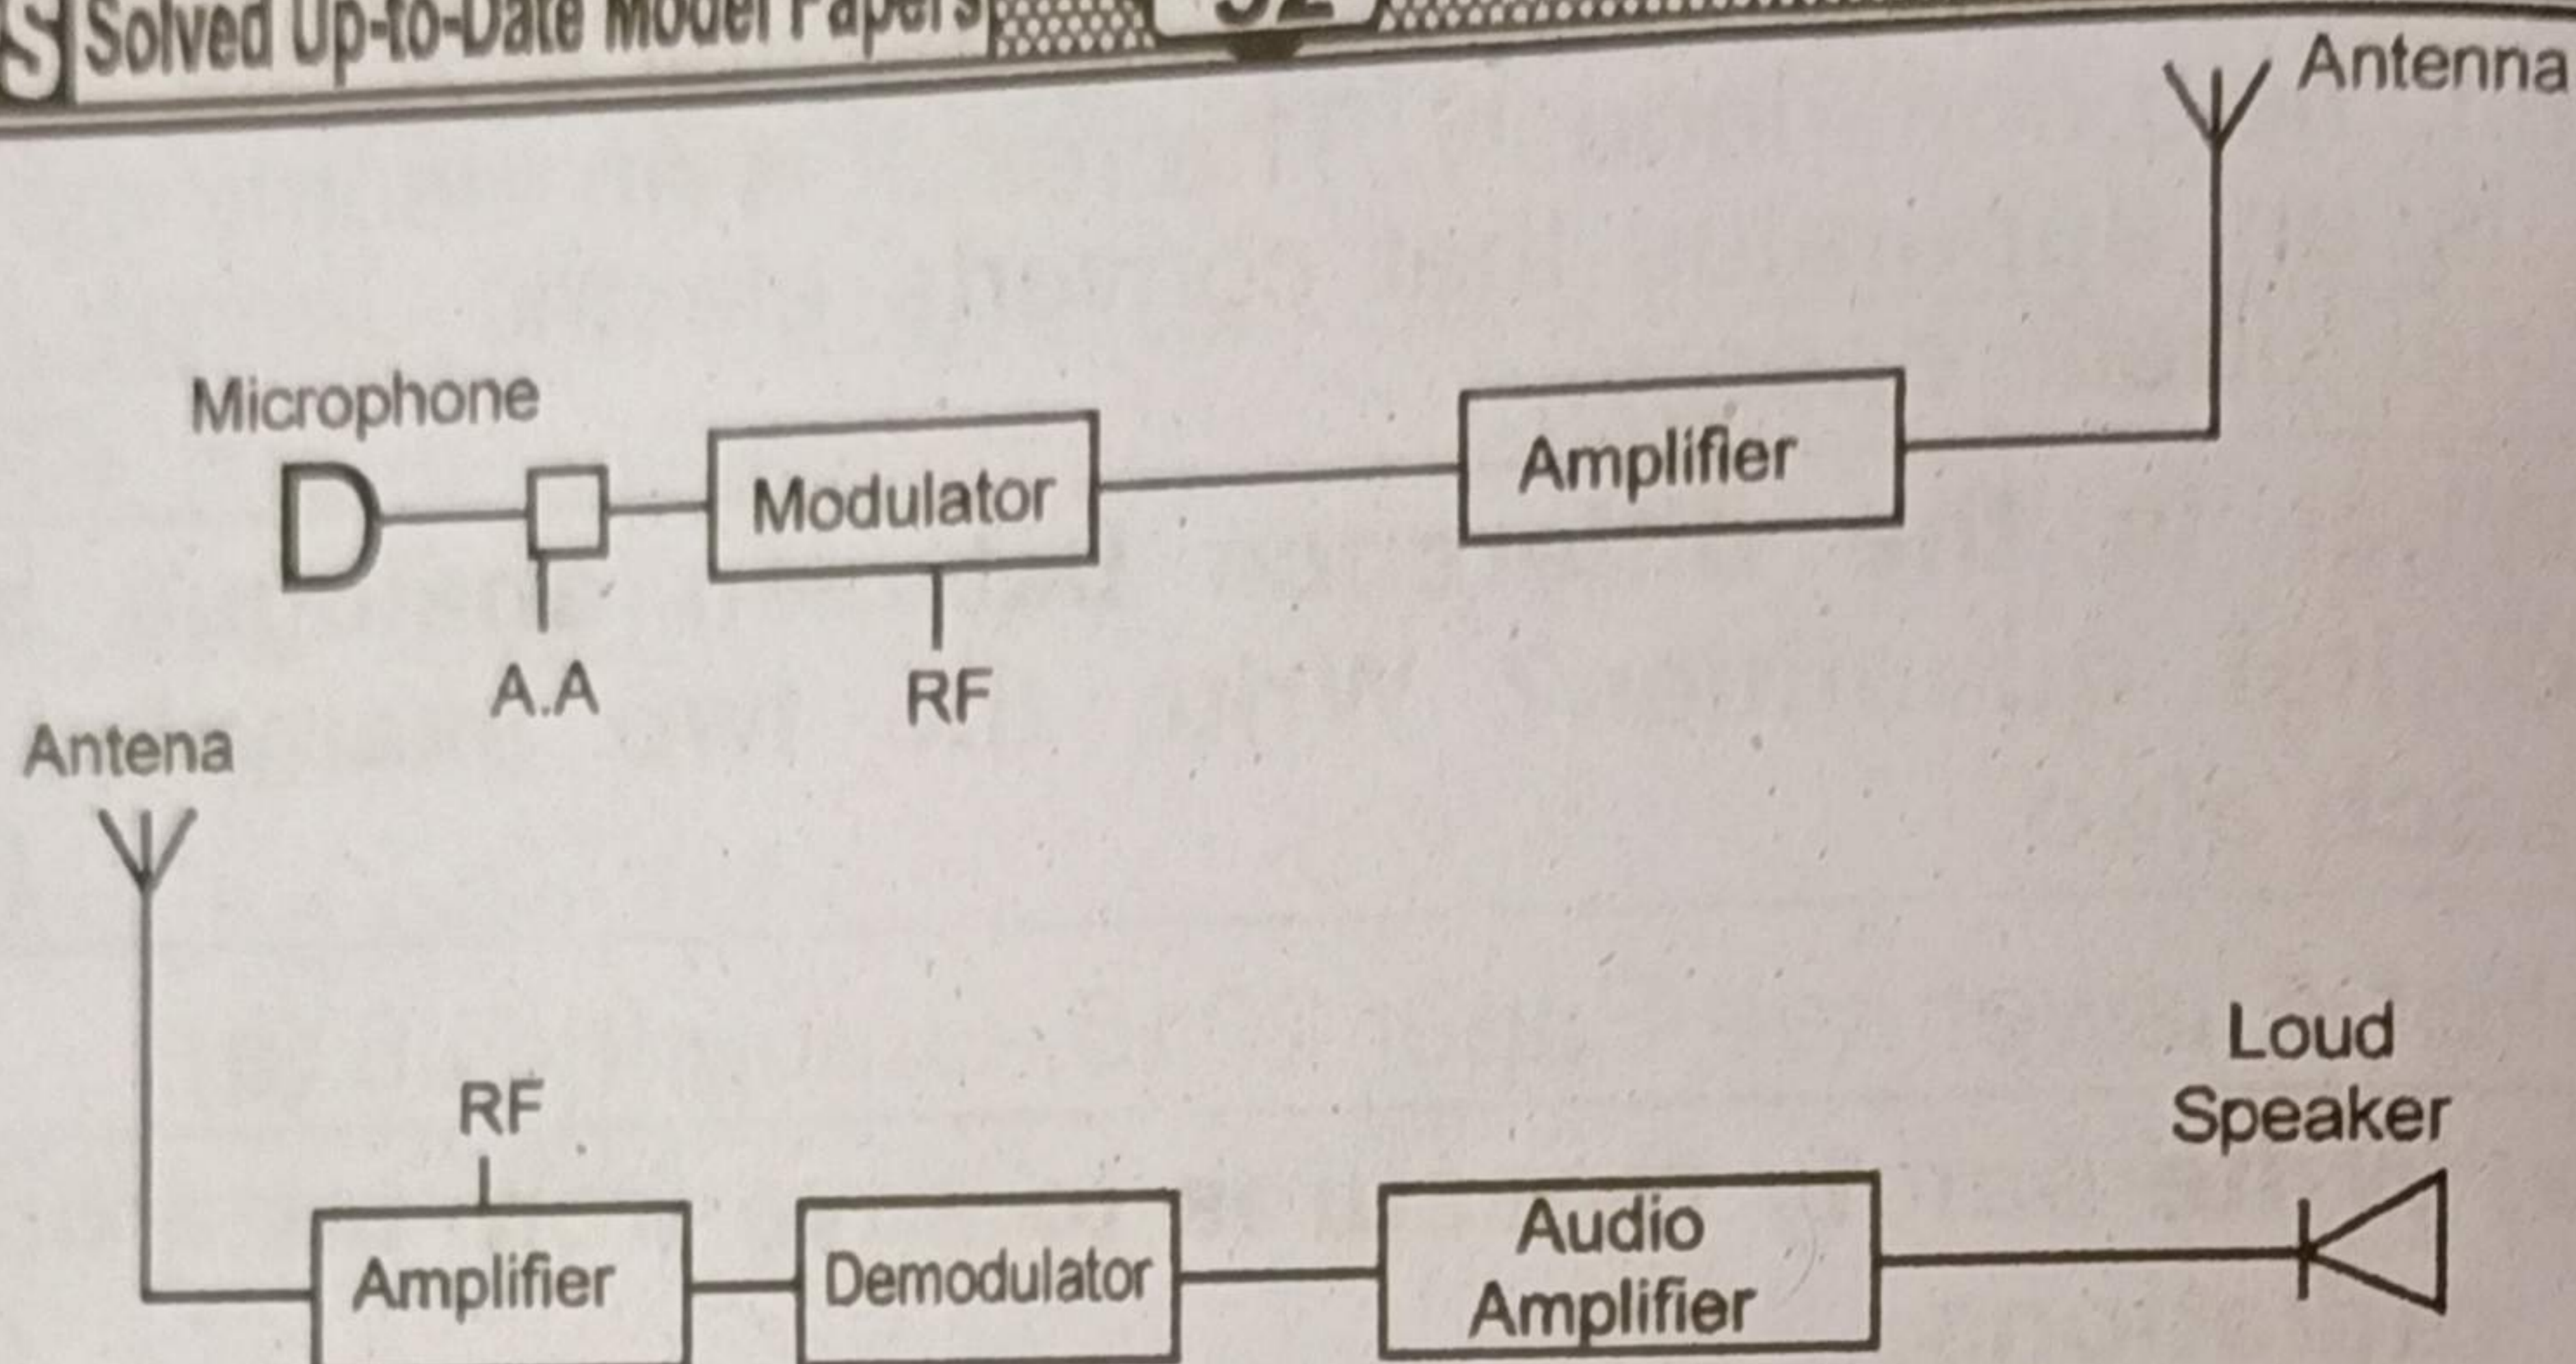 Solved Up-to-Date Model Papers
Antenna
Microphone
Modulator
Amplifier
A.A
RF
Antena
RF
Loud
Speaker
Amplifier
Demodulator
Audio
Amplifier